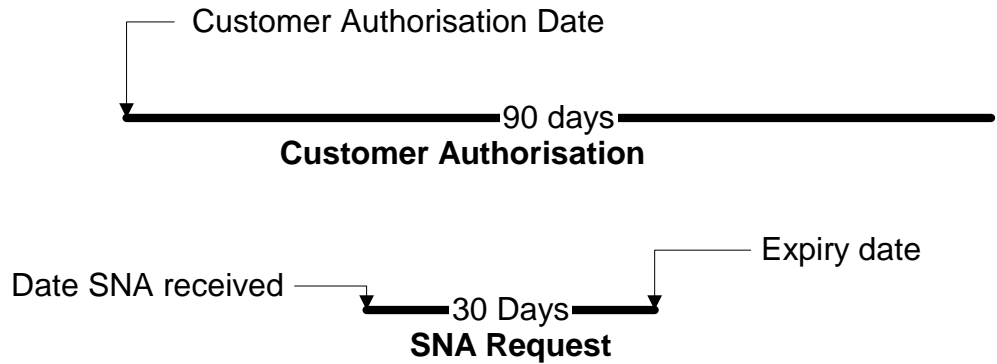 Customer Authorisation Date
90 days
Customer Authorisation
Expiry date
Date SNA received
30 Days
SNA Request